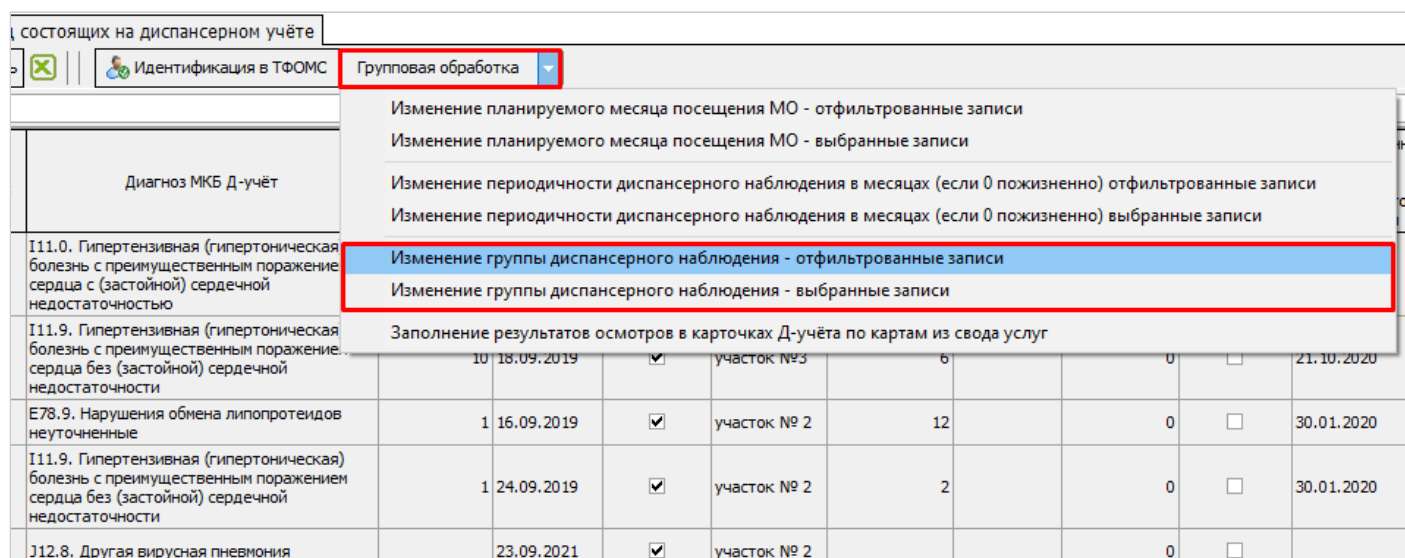 состоящих на диспансерном учёте
Идентификация в ТФОМС Групповая обработка
Изменение планируемого месяца посещения МО - отфильтрованные записи
Изменение планируемого месяца посещения МО - выбранные записи
Диагноз МКБ Д-учёт
Изменение периодичности диспансерного наблюдения в месяцах (если 0 пожизненно) отфильтрованные записи
Изменение периодичности диспансерного наблюдения в месяцах (если 0 пожизненно) выбранные записи
I11.0. Гипертензивная (гипертоническая
болезнь с преимущественным поражение
сердца с (застойной) сердечной
недостаточностью
Изменение группы диспансерного наблюдения - отфильтрованные записи
Изменение группы диспансерного наблюдения - выбранные записи
Заполнение результатов осмотров в карточках Д-учёта по картам из свода услуг
I11.9. Гипертензивная (гипертоническая
болезнь с преимущественным поражение
сердца без (застойной) сердечной
недостаточности
10 18.09.2019 участок №3 6 0 21.10.2020
E78.9. Нарушения обмена липопротеидов
неуточненные
1 16.09.2019 участок № 2 12 0 30.01.2020
I11.9. Гипертензивная (гипертоническая)
болезнь с преимущественным поражением
сердца без (застойной) сердечной
недостаточности
1 24.09.2019 участок № 2 2 0 30.01.2020
J12.8. Другая вирусная пневмония 23.09.2021 участок № 2 0